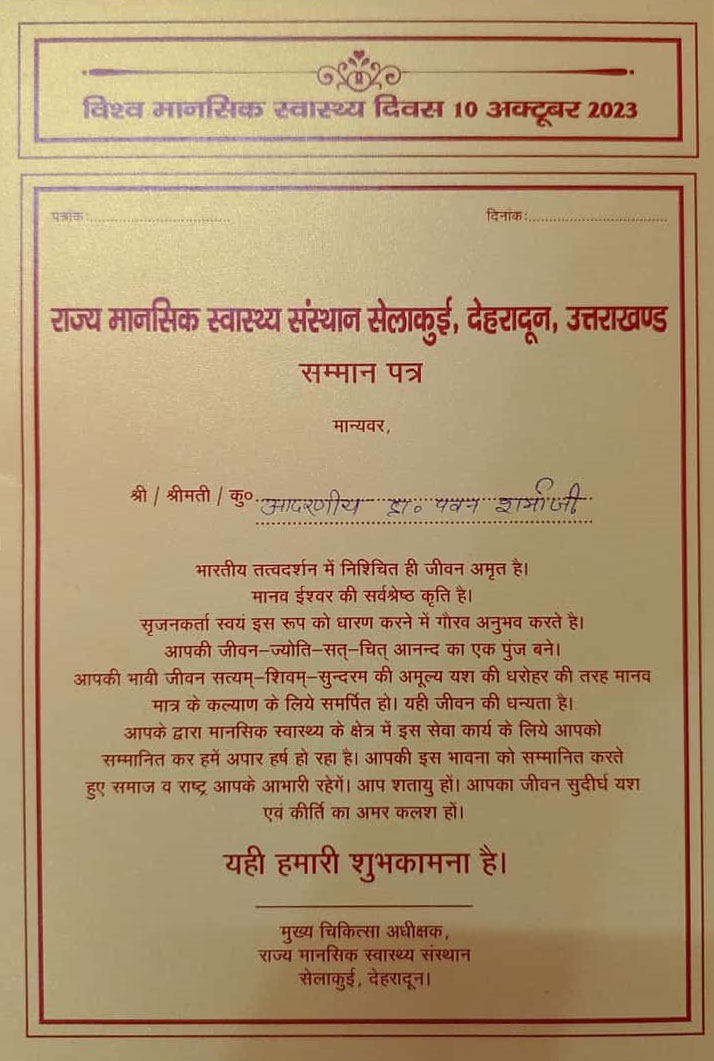 विश्व मानसिक स्वास्थ्य दिवस 10 अक्टूबर 2023
पत्रांक:.............................. दिनांक:..............................
राज्य मानसिक स्वास्थ्य संस्थान सेलाकुई, देहरादून, उत्तराखण्ड
सम्मान पत्र
मान्यवर,
श्री / श्रीमती / कु० आदरणीय डा० पवन शर्मा जी
भारतीय तत्वदर्शन में निश्चित ही जीवन अमृत है।
मानव ईश्वर की सर्वश्रेष्ठ कृति है।
सृजनकर्ता स्वयं इस रूप को धारण करने में गौरव अनुभव करते है।
आपकी जीवन–ज्योति–सत्–चित् आनन्द का एक पुंज बने।
आपकी भावी जीवन सत्यम्–शिवम्–सुन्दरम की अमूल्य यश की धरोहर की तरह मानव
मात्र के कल्याण के लिये समर्पित हो। यही जीवन की धन्यता है।
आपके द्वारा मानसिक स्वास्थ्य के क्षेत्र में इस सेवा कार्य के लिये आपको
सम्मानित कर हमें अपार हर्ष हो रहा है। आपकी इस भावना को सम्मानित करते
हुए समाज व राष्ट्र आपके आभारी रहेगें। आप शतायु हों। आपका जीवन सुदीर्घ यश
एवं कीर्ति का अमर कलश हों।
यही हमारी शुभकामना है।
मुख्य चिकित्सा अधीक्षक,
राज्य मानसिक स्वास्थ्य संस्थान
सेलाकुई, देहरादून।